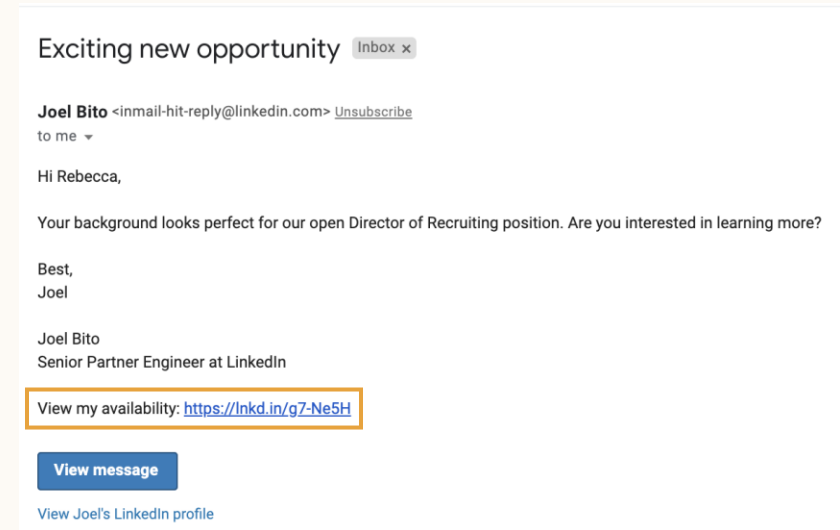 Exciting new opportunity Inbox x
Joel Bito <inmail-hit-reply@linkedin.com> Unsubscribe
to me
Hi Rebecca,
Your background looks perfect for our open Director of Recruiting position. Are you interested in learning more?
Best,
Joel
Joel Bito
Senior Partner Engineer at LinkedIn
View my availability: https://lnkd.in/g7-Ne5H
View message
View Joel's LinkedIn profile